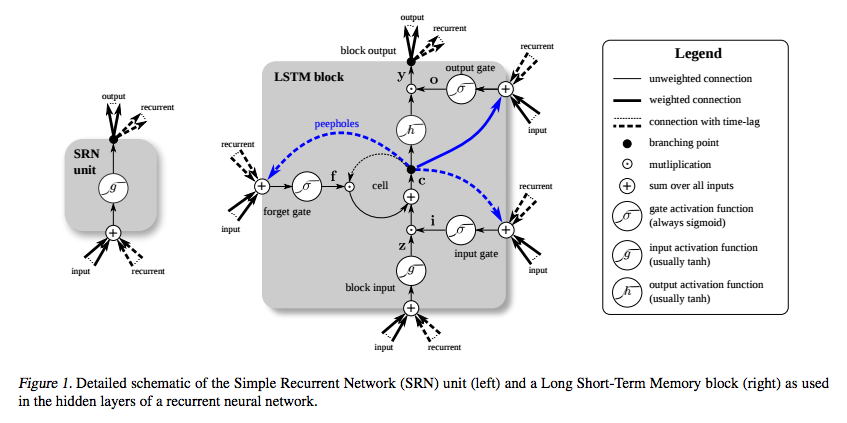 output
recurrent
SRN
unit
g
input
recurrent
output
recurrent
block output
LSTM block
y
o
output gate
σ
recurrent
input
h
peepholes
recurrent
f
σ
cell
c
forget gate
input
i
σ
recurrent
input gate
input
z
g
block input
input
recurrent
Legend
unweighted connection
weighted connection
connection with time-lag
branching point
mutliplication
sum over all inputs
σ
gate activation function
(always sigmoid)
g
input activation function
(usually tanh)
h
output activation function
(usually tanh)
Figure 1. Detailed schematic of the Simple Recurrent Network (SRN) unit (left) and a Long Short-Term Memory block (right) as used
in the hidden layers of a recurrent neural network.